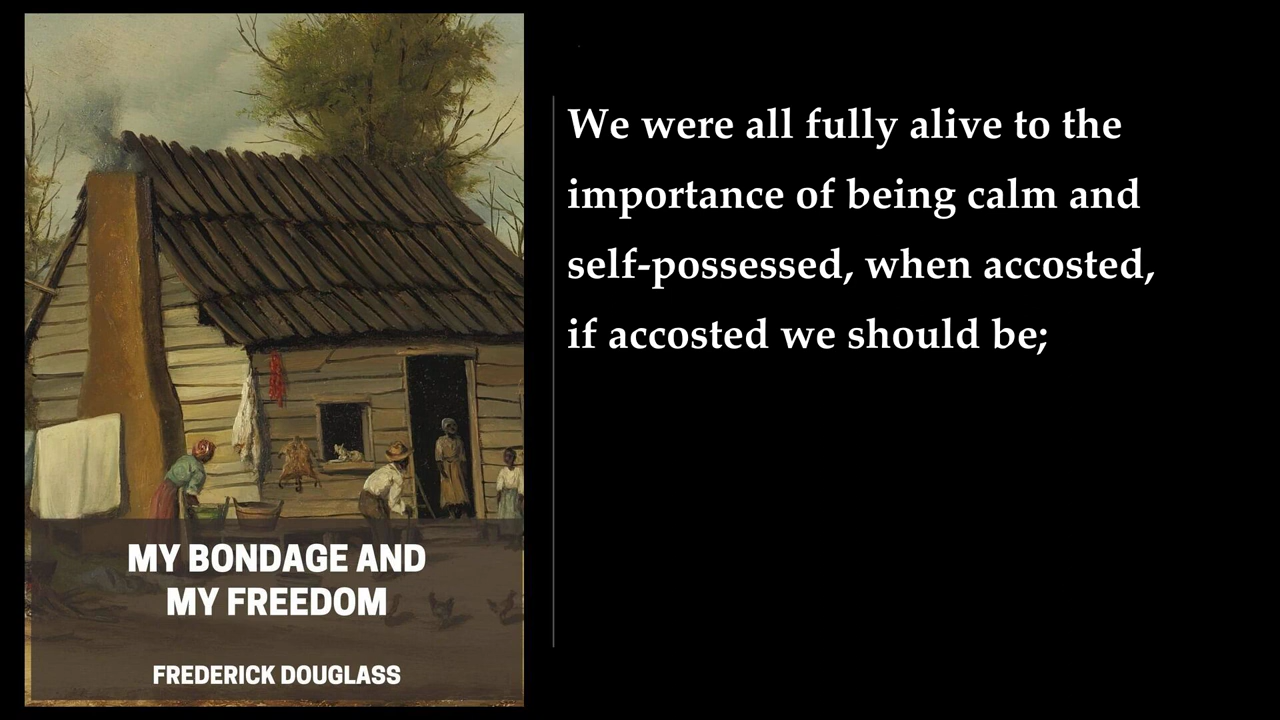 MY BONDAGE AND
MY FREEDOM
FREDERICK DOUGLASS
We were all fully alive to the
importance of being calm and
self-possessed, when accosted,
if accosted we should be;